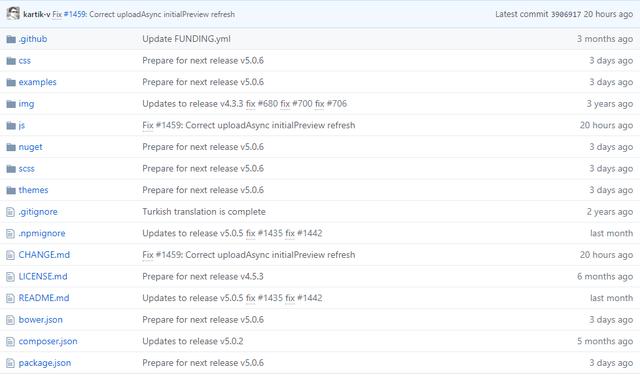 kartik-v Fix #1459: Correct uploadAsync initialPreview refresh Latest commit 3906917 20 hours ago
.github Update FUNDING.yml 3 months ago
css Prepare for next release v5.0.6 3 days ago
examples Prepare for next release v5.0.6 3 days ago
img Updates to release v4.3.3 fix #680 fix #700 fix #706 3 years ago
js Fix #1459: Correct uploadAsync initialPreview refresh 20 hours ago
nuget Prepare for next release v5.0.6 3 days ago
scss Prepare for next release v5.0.6 3 days ago
themes Prepare for next release v5.0.6 3 days ago
.gitignore Turkish translation is complete 2 years ago
.npmignore Updates to release v5.0.5 fix #1435 fix #1442 last month
CHANGE.md Fix #1459: Correct uploadAsync initialPreview refresh 20 hours ago
LICENSE.md Prepare for next release v4.5.3 6 months ago
README.md Updates to release v5.0.5 fix #1435 fix #1442 last month
bower.json Prepare for next release v5.0.6 3 days ago
composer.json Updates to v5.0.2 5 months ago
package.json Prepare for next release v5.0.6 3 days ago